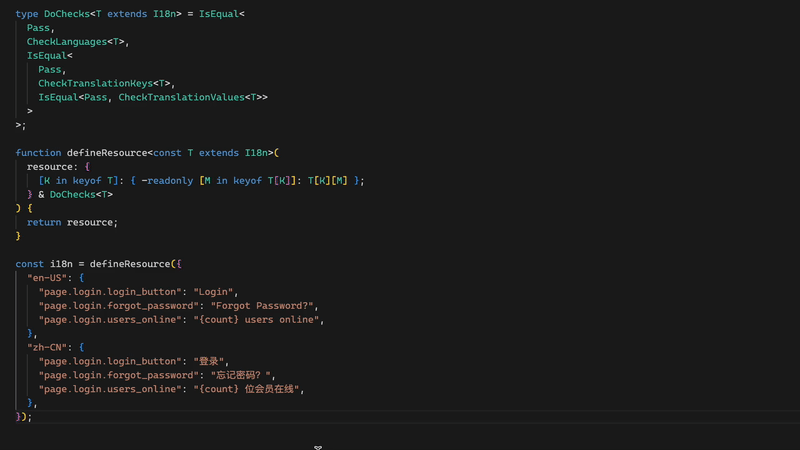 type DoChecks<T extends I18n> = IsEqual<
Pass,
CheckLanguages<T>,
IsEqual<
Pass,
CheckTranslationKeys<T>,
IsEqual<Pass, CheckTranslationValues<T>>
>
>;
function defineResource<const T extends I18n>(
resource: {
[K in keyof T]: { -readonly [M in keyof T[K]]: T[K][M] };
} & DoChecks<T>
) {
return resource;
}
const i18n = defineResource({
"en-US": {
"page.login.login_button": "Login",
"page.login.forgot_password": "Forgot Password?",
"page.login.users_online": "{count} users online",
},
"zh-CN": {
"page.login.login_button": "登录",
"page.login.forgot_password": "忘记密码？",
"page.login.users_online": "{count} 位会员在线",
},
});